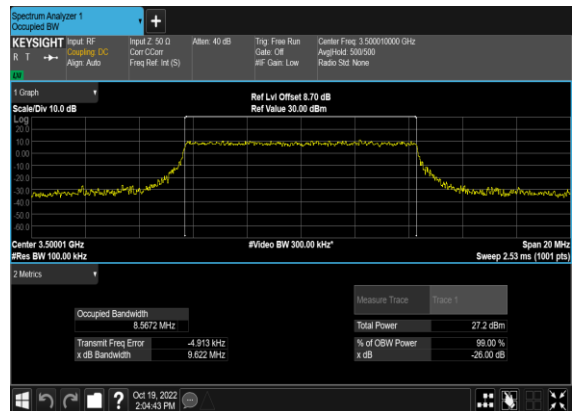 Spectrum Analyzer 1
Occupied BW
KEYSIGHT Input: RF Input Z: 50 Ω Atten: 40 dB Trig: Free Run Center Freq: 3.500010000 GHz
R T Coupling: DC Corr CCorr Gate: Off Avg|Hold: 500/500
Align: Auto Freq Ref: Int (S) #IF Gain: Low Radio Std: None
1 Graph
Ref Lvl Offset 8.70 dB
Scale/Div 10.0 dB Ref Value 30.00 dBm
Log
20.0
10.0
0.00
-10.0
-20.0
-30.0
-40.0
-50.0
-60.0
Center 3.50001 GHz #Video BW 300.00 kHz* Span 20 MHz
#Res BW 100.00 kHz Sweep 2.53 ms (1001 pts)
2 Metrics
Measure Trace Trace 1
Occupied Bandwidth
8.5672 MHz Total Power 27.2 dBm
Transmit Freq Error -4.913 kHz % of OBW Power 99.00 %
x dB Bandwidth 9.622 MHz x dB -26.00 dB
? Oct 19, 2022
2:04:43 PM